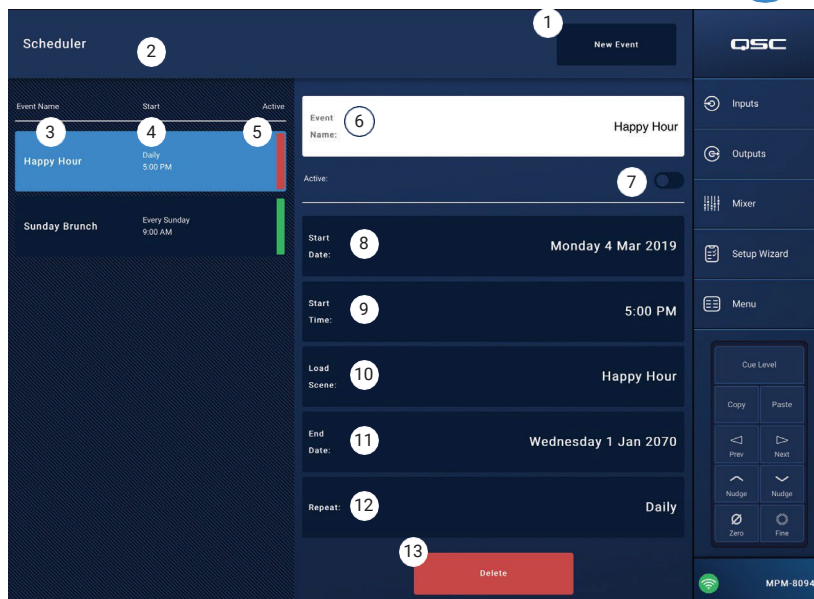 1
Scheduler
2
New Event
QSC
Event Name Start Active
3 4 5
Happy Hour
Daily
5:00 PM
Sunday Brunch
Every Sunday
9:00 AM
Event
Name:
6
Happy Hour
Active:
7
Start
Date:
8
Monday 4 Mar 2019
Start
Time:
9
5:00 PM
Load
Scene:
10
Happy Hour
End
Date:
11
Wednesday 1 Jan 2070
Repeat:
12
Daily
13
Delete
Inputs
Outputs
Mixer
Setup Wizard
Menu
Cue Level
Copy Paste
Prev Next
Nudge Nudge
Zero Fine
MPM-8094